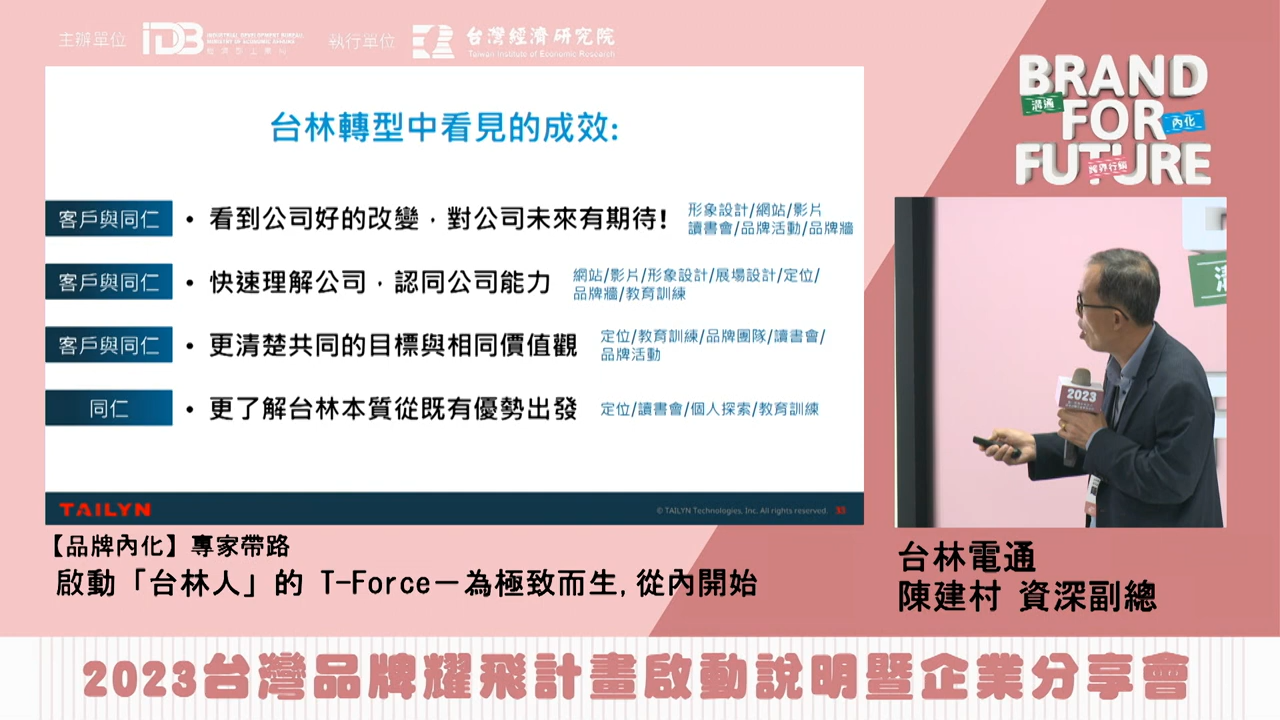 主辦單位
IDB
INDUSTRIAL DEVELOPMENT BUREAU,
MINISTRY OF ECONOMIC AFFAIRS
經濟部工業局
執行單位
台灣經濟研究院
Taiwan Institute of Economic Research
BRAND
溝通
FOR
內化
FUTURE
跨界行銷
台林轉型中看見的成效:
客戶與同仁
• 看到公司好的改變，對公司未來有期待!
形象設計/網站/影片
讀書會/品牌活動/品牌牆
客戶與同仁
• 快速理解公司，認同公司能力
網站/影片/形象設計/展場設計/定位/
品牌牆/教育訓練
客戶與同仁
• 更清楚共同的目標與相同價值觀
定位/教育訓練/品牌團隊/讀書會/
品牌活動
同仁
• 更了解台林本質從既有優勢出發
定位/讀書會/個人探索/教育訓練
TAILYN
© TAILYN Technologies, Inc. All rights reserved.
33
2023
【品牌內化】專家帶路
啟動「台林人」的 T-Force－為極致而生,從內開始
台林電通
陳建村 資深副總
2023台灣品牌耀飛計畫啟動說明暨企業分享會